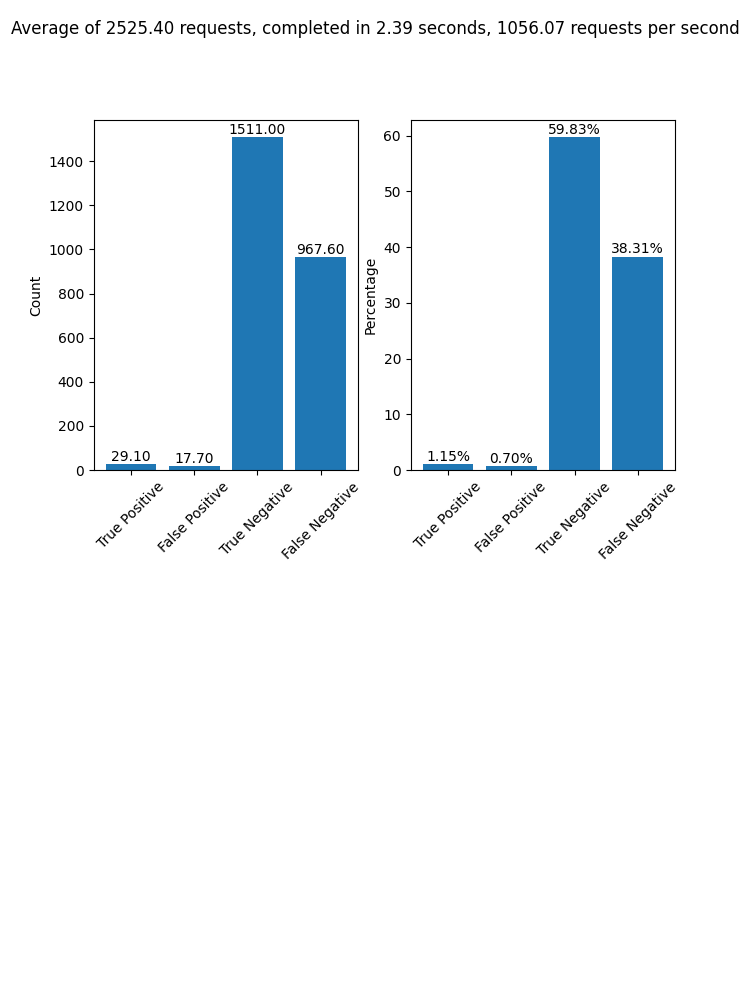 Average of 2525.40 requests, completed in 2.39 seconds, 1056.07 requests per second
Count
1400
1200
1000
800
600
400
200
0
1511.00
967.60
29.10
17.70
True Positive
False Positive
True Negative
False Negative
Percentage
60
50
40
30
20
10
0
59.83%
38.31%
1.15%
0.70%
True Positive
False Positive
True Negative
False Negative